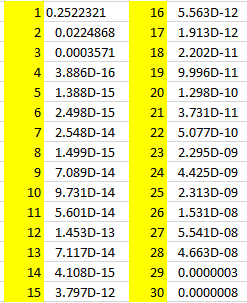 1 0.2522321 16 5.563D-12
2 0.0224868 17 1.913D-12
3 0.0003571 18 2.202D-11
4 3.886D-16 19 9.996D-11
5 1.388D-15 20 1.298D-10
6 2.498D-15 21 3.731D-11
7 2.548D-14 22 5.077D-10
8 1.499D-15 23 2.295D-09
9 7.089D-14 24 4.425D-09
10 9.731D-14 25 2.313D-09
11 5.601D-14 26 1.531D-08
12 1.453D-13 27 5.541D-08
13 7.117D-14 28 4.663D-08
14 4.108D-15 29 0.0000003
15 3.797D-12 30 0.0000008